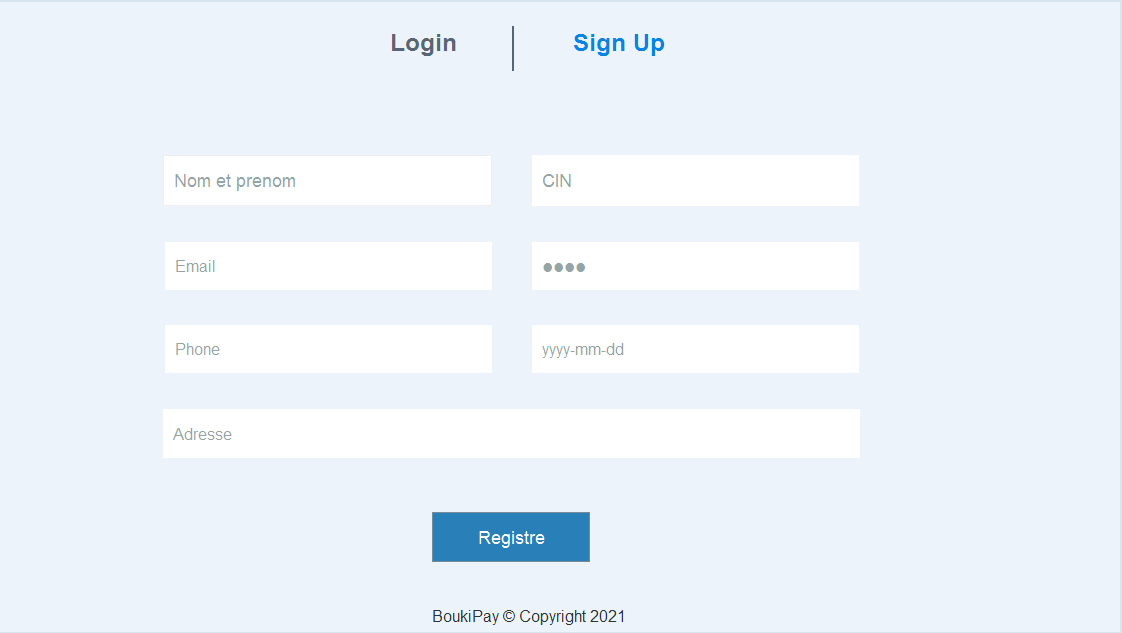 Login
Sign Up
Nom et prenom
CIN
Email
●●●●
Phone
yyyy-mm-dd
Adresse
Registre
BoukiPay © Copyright 2021